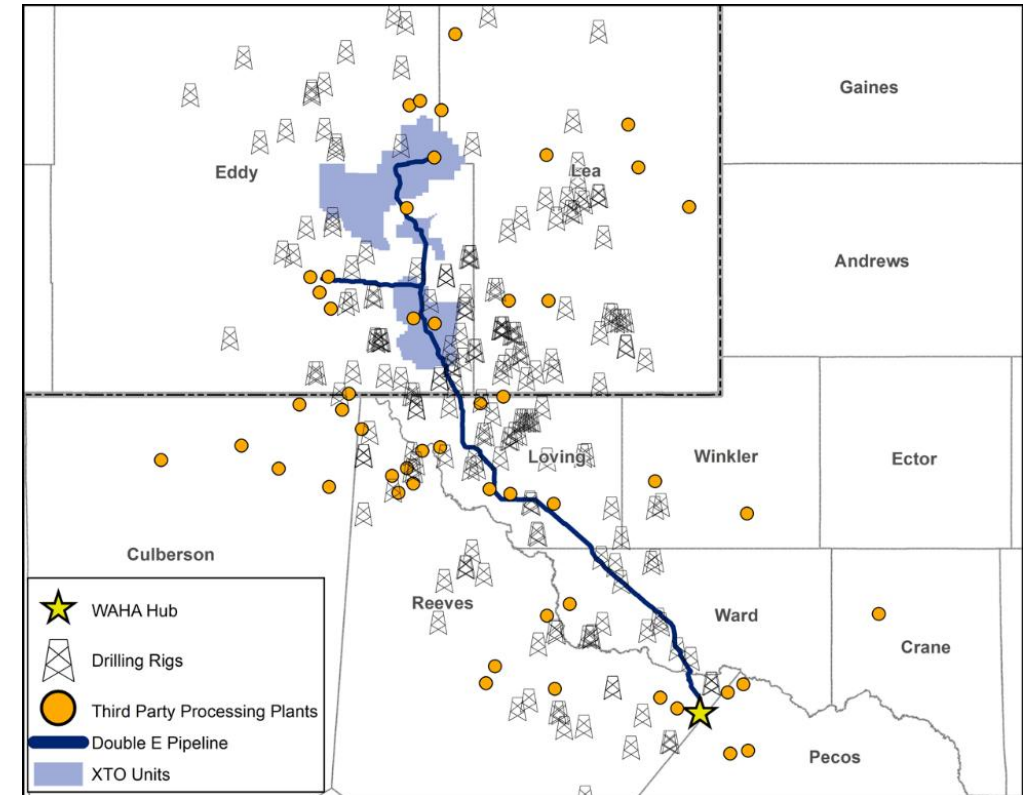 Gaines
Eddy
Lea
Andrews
Loving
Winkler
Ector
Culberson
Reeves
Ward
Crane
Pecos
WAHA Hub
Drilling Rigs
Third Party Processing Plants
Double E Pipeline
XTO Units